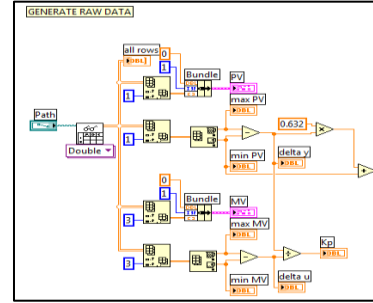 GENERATE RAW DATA
all rows
DBL
0
1
Bundle
PV
1
max PV
DBL
Path
0.632
Double
1
min PV
DBL
delta y
DBL
0
1
Bundle
MV
3
max MV
DBL
Kp
DBL
3
min MV
DBL
delta u
DBL